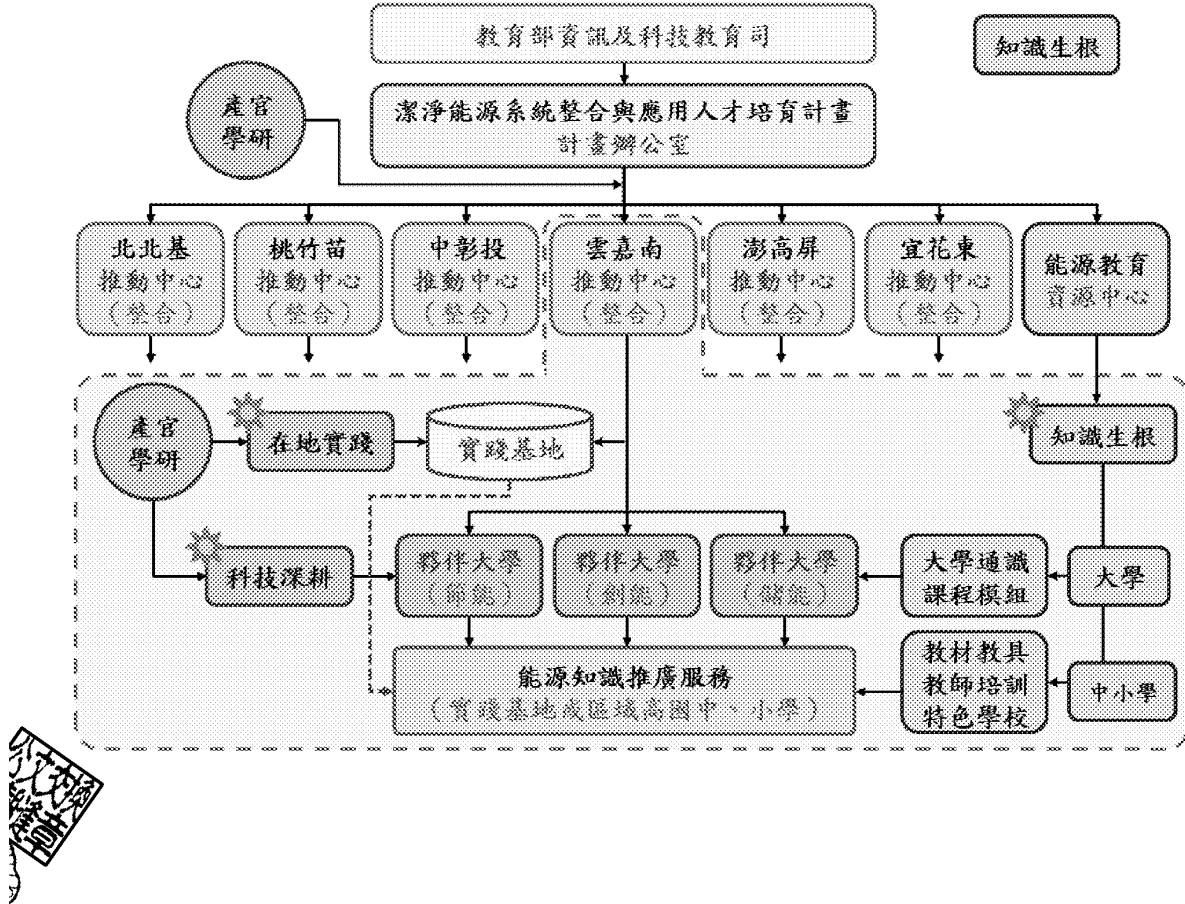 教育部資訊及科技教育司
知識生根
產官
學研
潔淨能源系統整合與應用人才培育計畫
計畫辦公室
北北基
推動中心
(整合)
桃竹苗
推動中心
(整合)
中彰投
推動中心
(整合)
雲嘉南
推動中心
(整合)
澎高屏
推動中心
(整合)
宜花東
推動中心
(整合)
能源教育
資源中心
產官
學研
在地實踐
實踐基地
知識生根
科技深耕
夥伴大學
(節能)
夥伴大學
(創能)
夥伴大學
(儲能)
大學通識
課程模組
大學
能源知識推廣服務
(實踐基地或區域高國中、小學)
教材教具
教師培訓
特色學校
中小學
公文交換
縫章